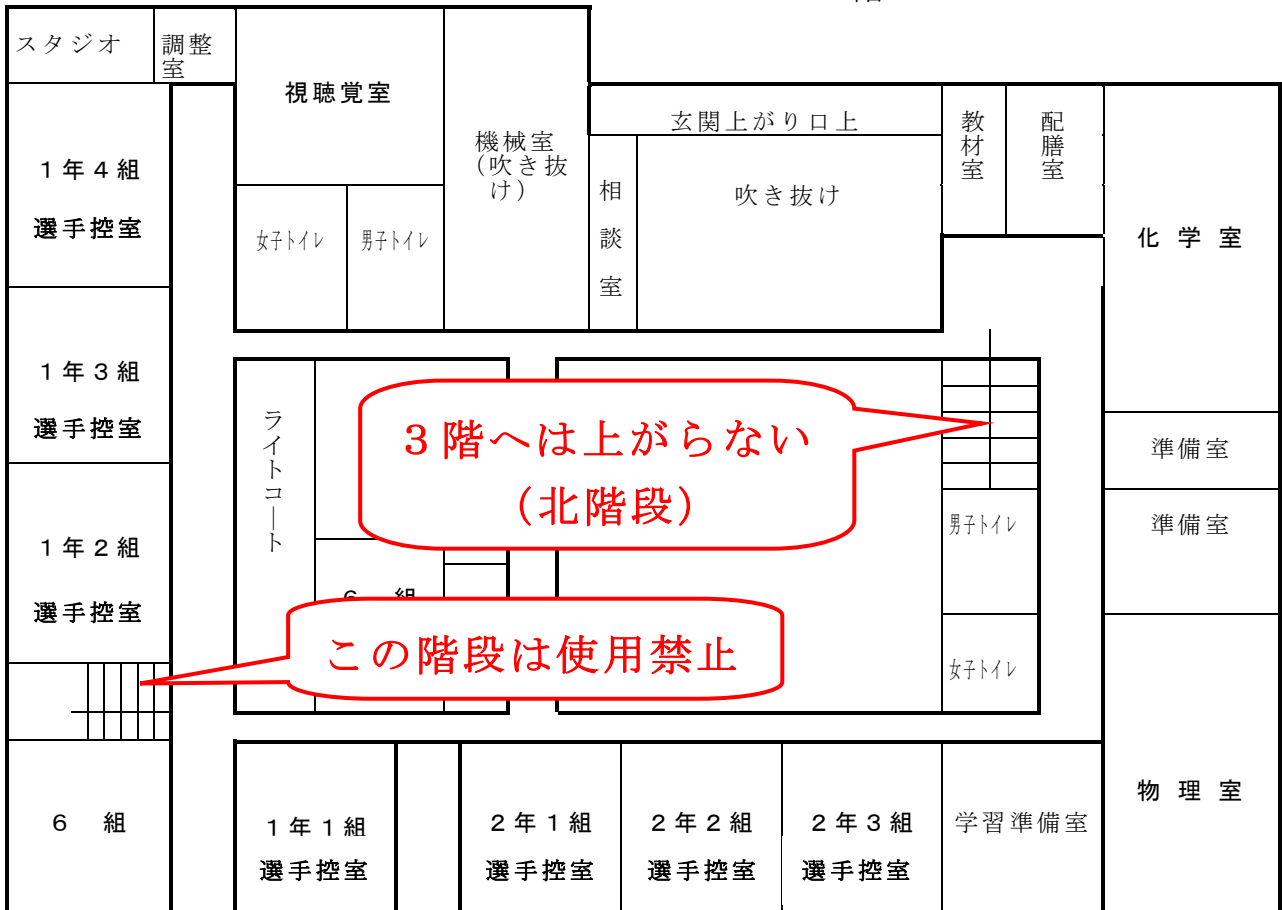 スタジオ
調整
室
視聴覚室
機械室
(吹き抜
け)
玄関上がり口上
教材室
配膳室
1年4組
選手控室
女子トイレ
男子トイレ
相談室
吹き抜け
化学室
1年3組
選手控室
ライトコート
3階へは上がらない
(北階段)
準備室
準備室
男子トイレ
1年2組
選手控室
6 組
この階段は使用禁止
女子トイレ
6 組
1年1組
選手控室
2年1組
選手控室
2年2組
選手控室
2年3組
選手控室
学習準備室
物理室